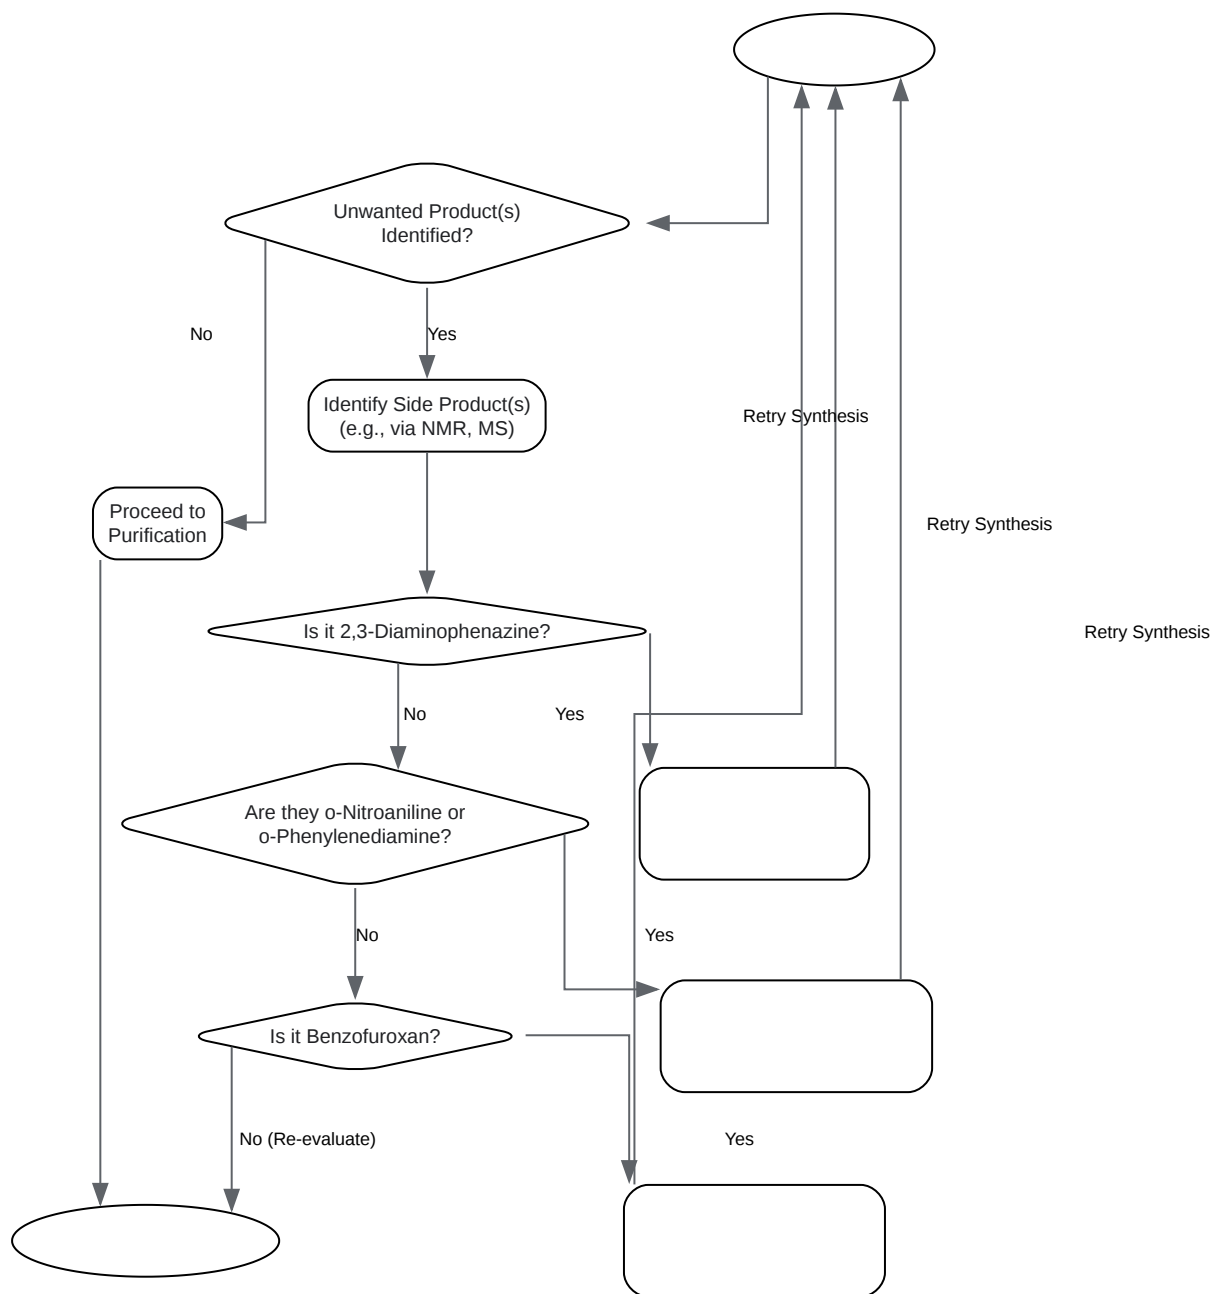 Unwanted Product(s)
Identified?
No
Yes
Identify Side Product(s)
(e.g., via NMR, MS)
Retry Synthesis
Proceed to
Purification
Retry Synthesis
Is it 2,3-Diaminophenazine?
Retry Synthesis
No
Yes
Are they o-Nitroaniline or
o-Phenylenediamine?
No
Yes
Is it Benzofuroxan?
No (Re-evaluate)
Yes